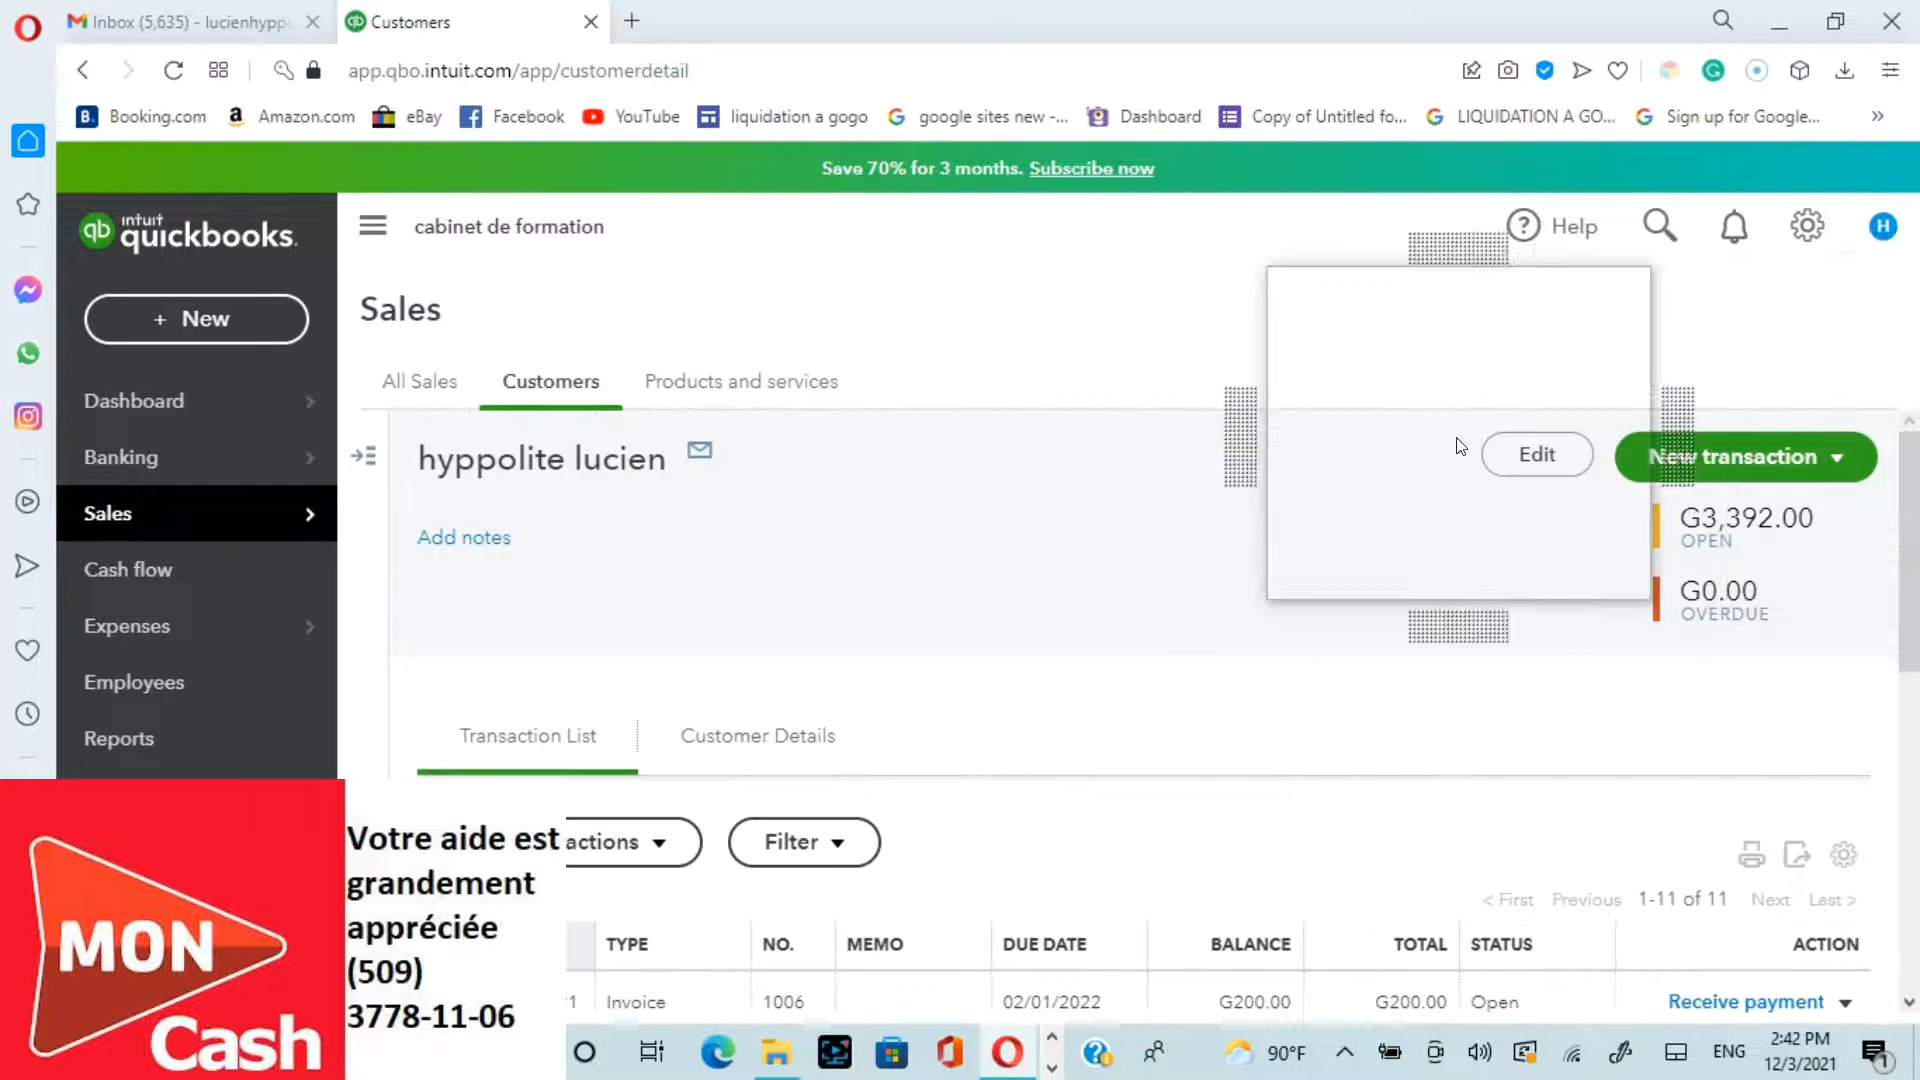 Inbox (5,635) - lucienhypp
Customers
app.qbo.intuit.com/app/customerdetail
Booking.com
Amazon.com
eBay
Facebook
YouTube
liquidation a gogo
google sites new -...
Dashboard
Copy of Untitled fo...
LIQUIDATION A GO...
Sign up for Google...
Save 70% for 3 months. Subscribe now
intuit
quickbooks.
cabinet de formation
Help
H
+ New
Sales
All Sales
Customers
Products and services
Dashboard
Banking
Sales
Cash flow
Expenses
Employees
Reports
hyppolite lucien
Edit
New transaction
Add notes
G3,392.00
OPEN
G0.00
OVERDUE
Transaction List
Customer Details
actions
Filter
< First Previous 1-11 of 11 Next Last >
TYPE NO. MEMO DUE DATE BALANCE TOTAL STATUS ACTION
1 Invoice 1006 02/01/2022 G200.00 G200.00 Open Receive payment
MON
Cash
Votre aide est
grandement
appréciée
(509)
3778-11-06
90°F
ENG
2:42 PM
12/3/2021
1